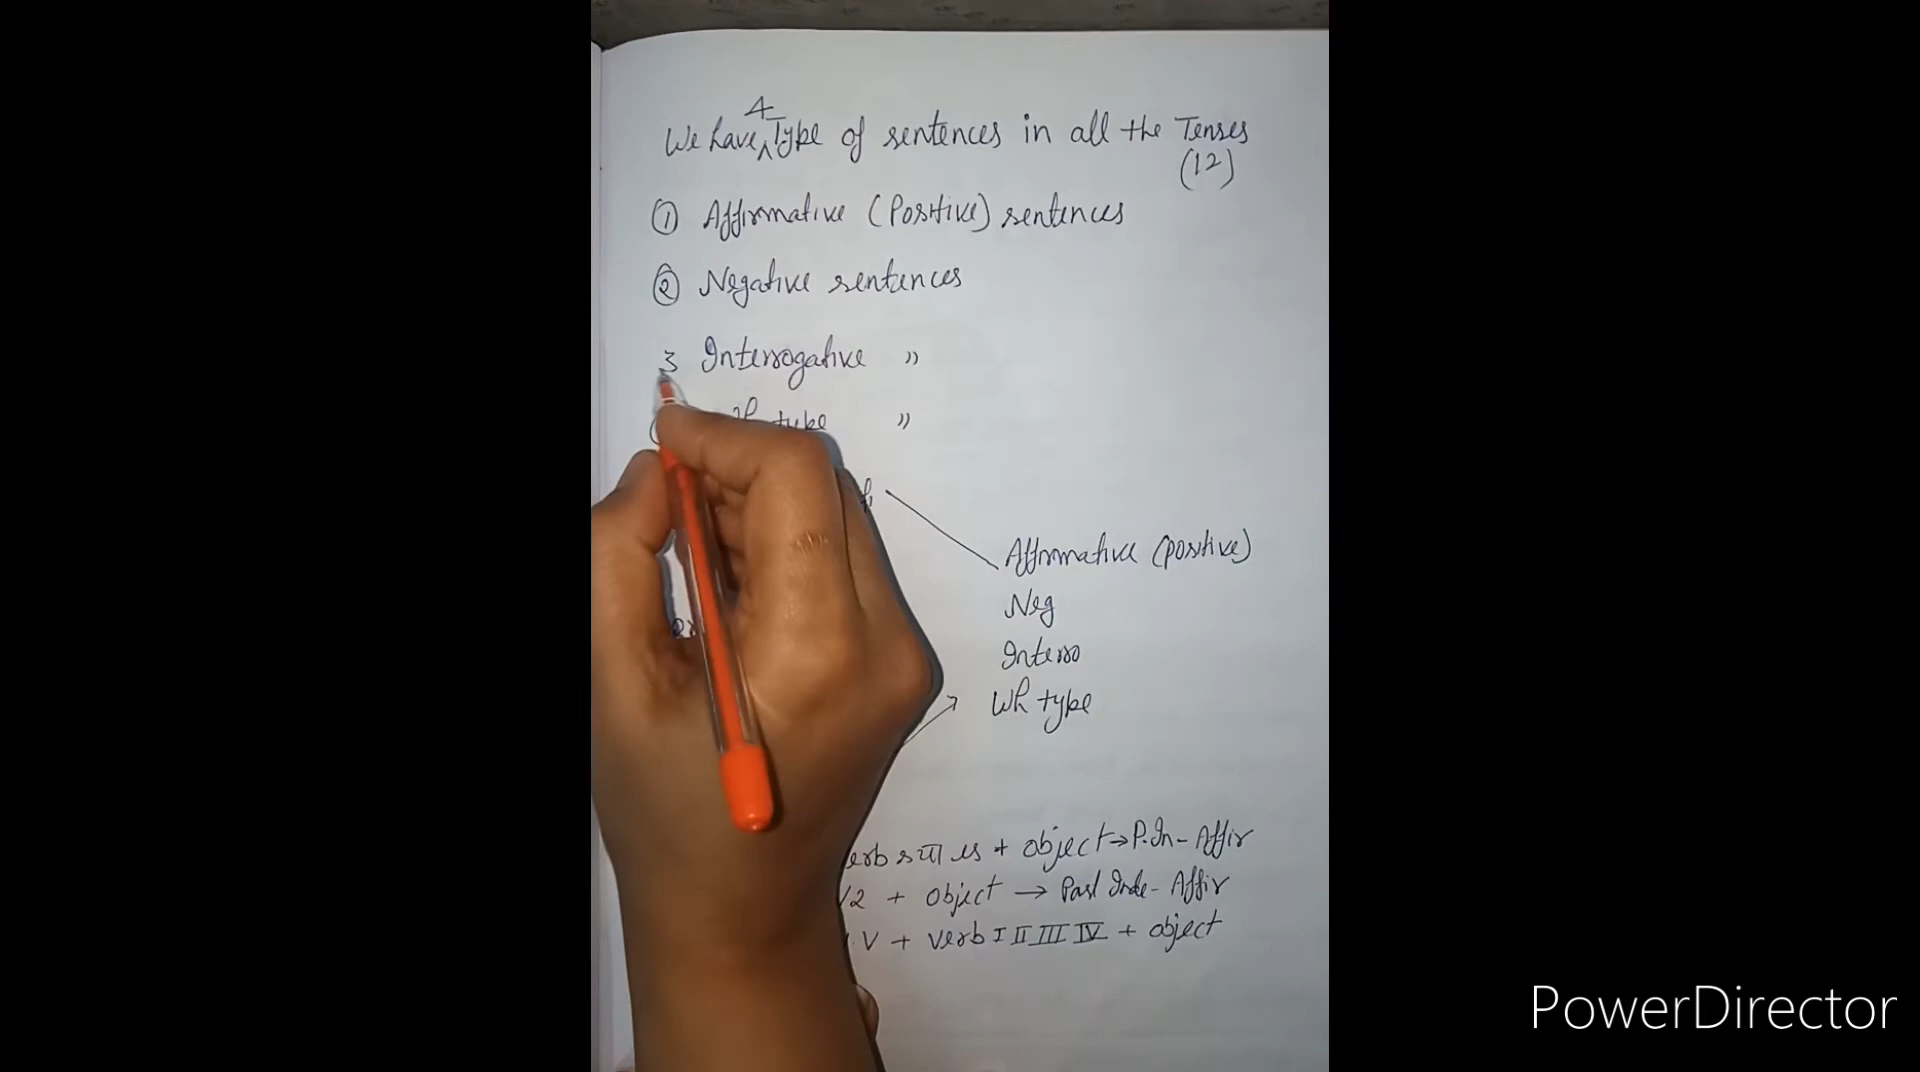 We have 4 Type of sentences in all the Tenses
(12)
1 Affirmative (Positive) sentences
2 Negative sentences
3 Interrogative "
type "
Affirmative (positive)
Neg
Interro
Wh type
+ object → P.In - Affir
V2 + object → Past Inde - Affir
V + verb I II III IV + object
PowerDirector